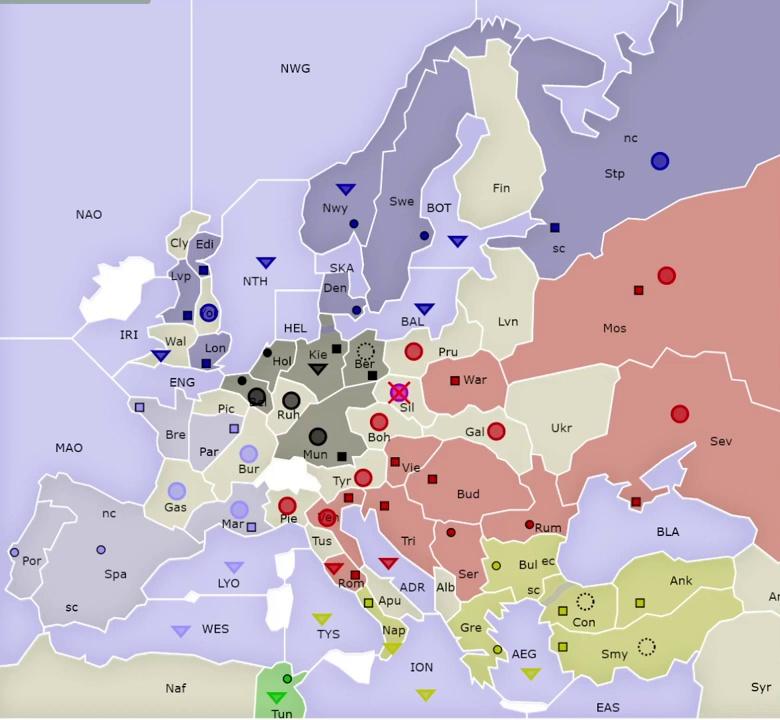 NWG
nc
Stp
Fin
Swe
Nwy
BOT
NAO
Cly
Edi
sc
NTH
SKA
Lvp
Den
Lvn
Mos
IRI
Wal
Lon
HEL
BAL
Hol
Kie
Ber
Pru
ENG
War
Pic
Ruh
Sil
Bre
Par
Boh
Gal
Ukr
Mun
Sev
MAO
Bur
Vie
Tyr
Bud
Gas
nc
Mar
Pie
Ven
Rum
BLA
Tus
Tri
Por
Spa
LYO
Rom
ADR
Ser
Bul
ec
sc
Ank
Alb
Apu
Con
sc
WES
TYS
Nap
Gre
AEG
Smy
ION
Naf
Tun
EAS
Syr